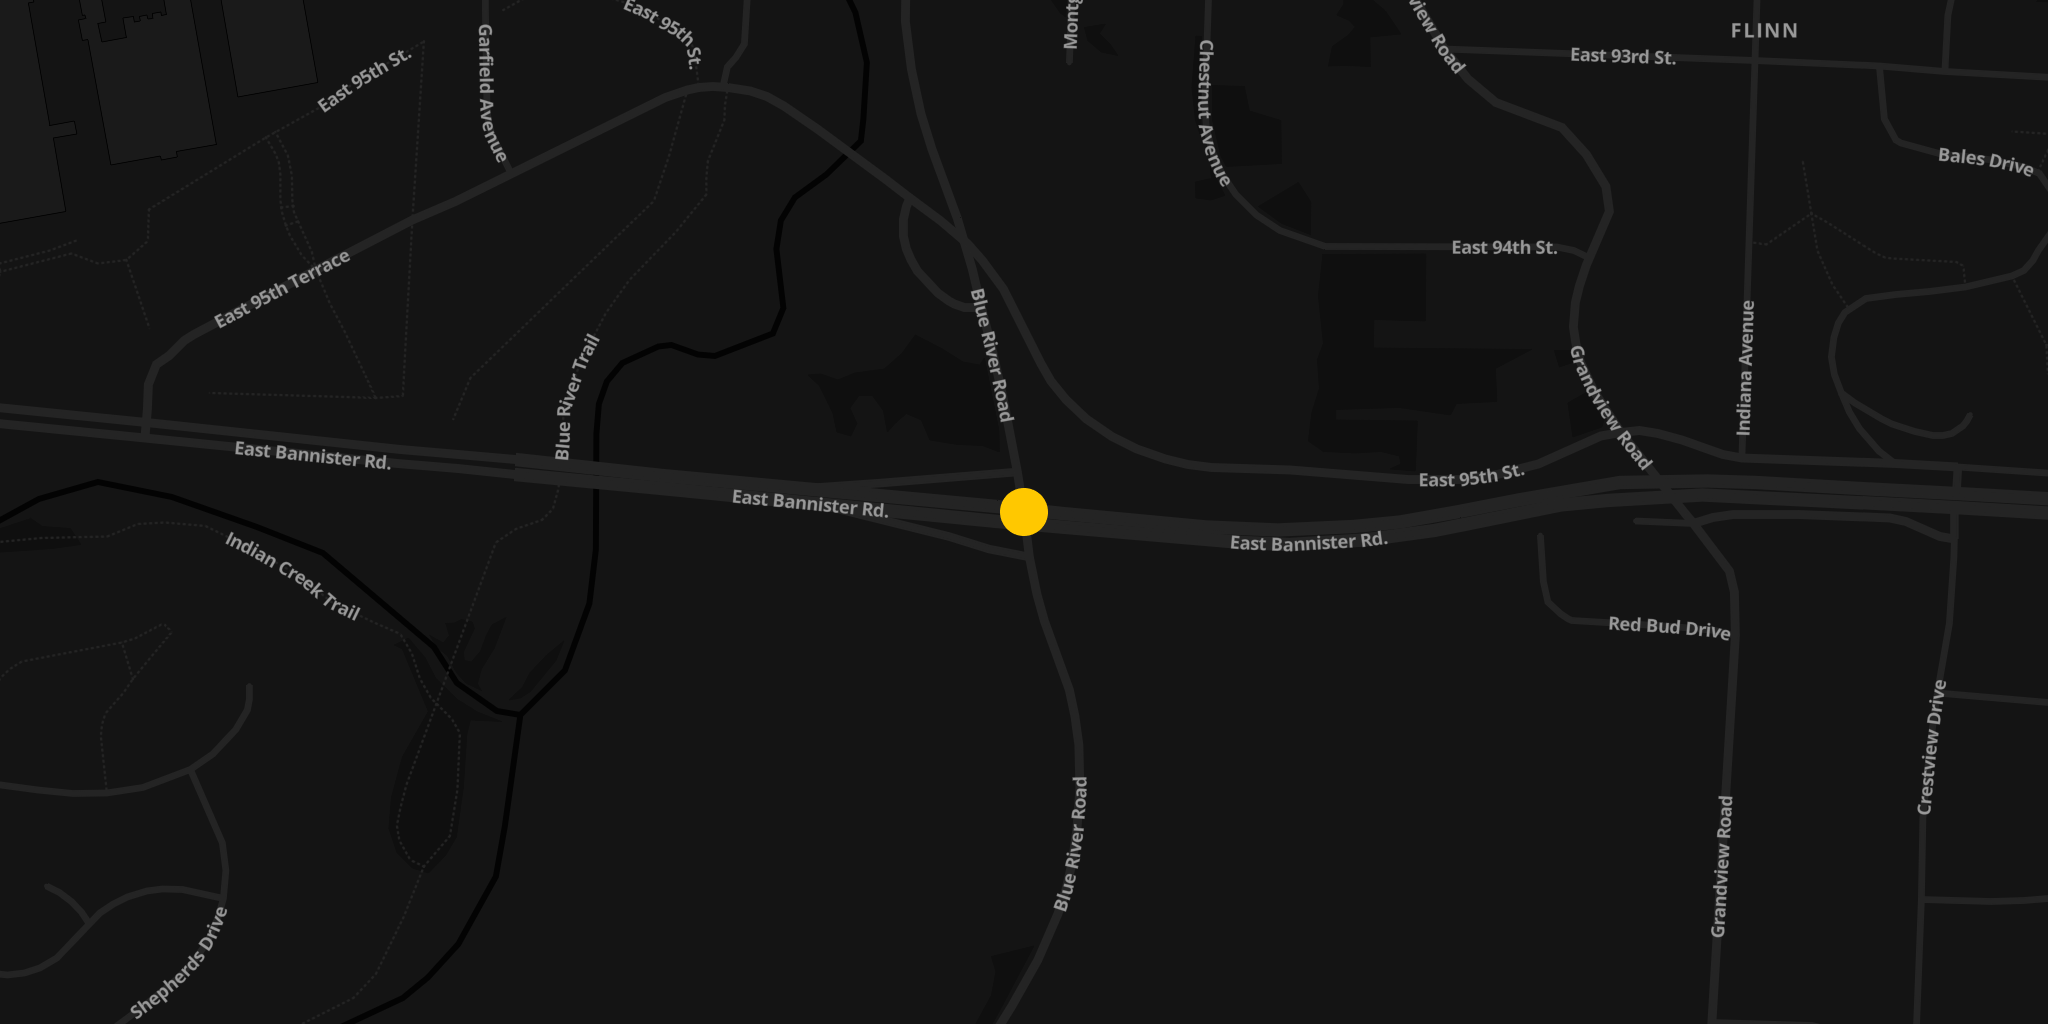 East 95th St.
FLINN
East 93rd St.
East 95th St.
Garfield Avenue
Chestnut Avenue
view Road
Bales Drive
East 94th St.
East 95th Terrace
Blue River Road
Indiana Avenue
Blue River Trail
Grandview Road
East Bannister Rd.
East 95th St.
East Bannister Rd.
East Bannister Rd.
Indian Creek Trail
Red Bud Drive
Crestview Drive
Blue River Road
Grandview Road
Shepherds Drive